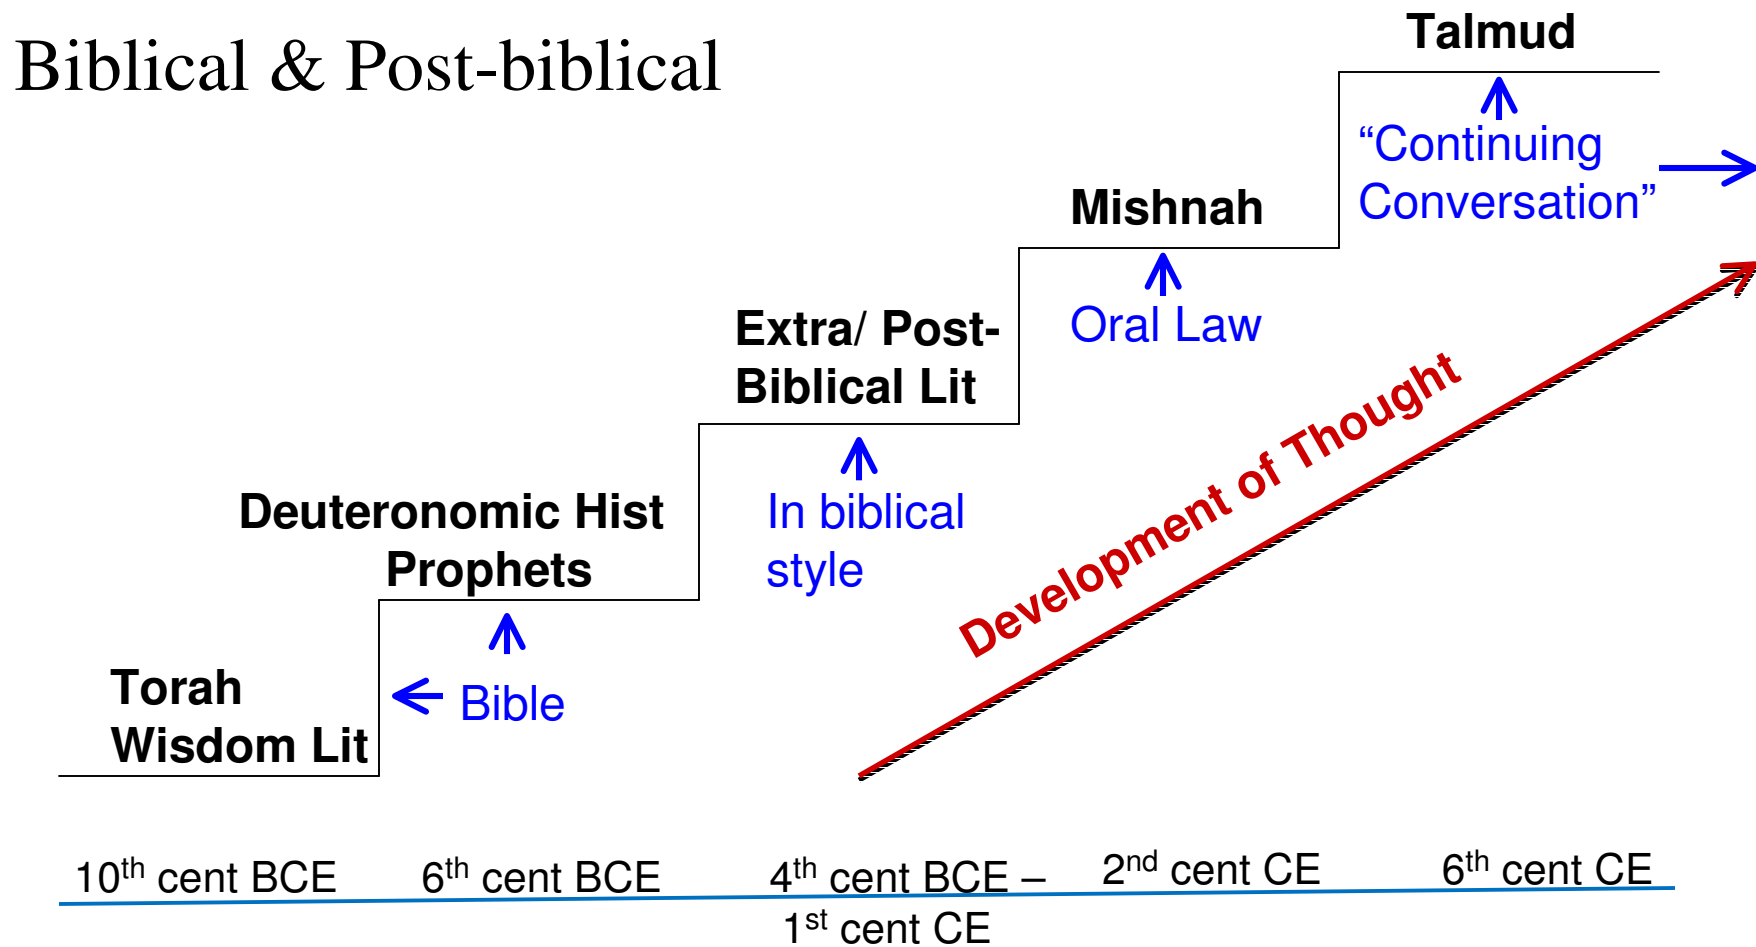 Biblical & Post-biblical
Talmud
“Continuing
Conversation”
Mishnah
Oral Law
Extra/ Post-
Biblical Lit
In biblical
style
Deuteronomic Hist
Prophets
Bible
Torah
Wisdom Lit
Development of Thought
10th cent BCE
6th cent BCE
4th cent BCE –
1st cent CE
2nd cent CE
6th cent CE